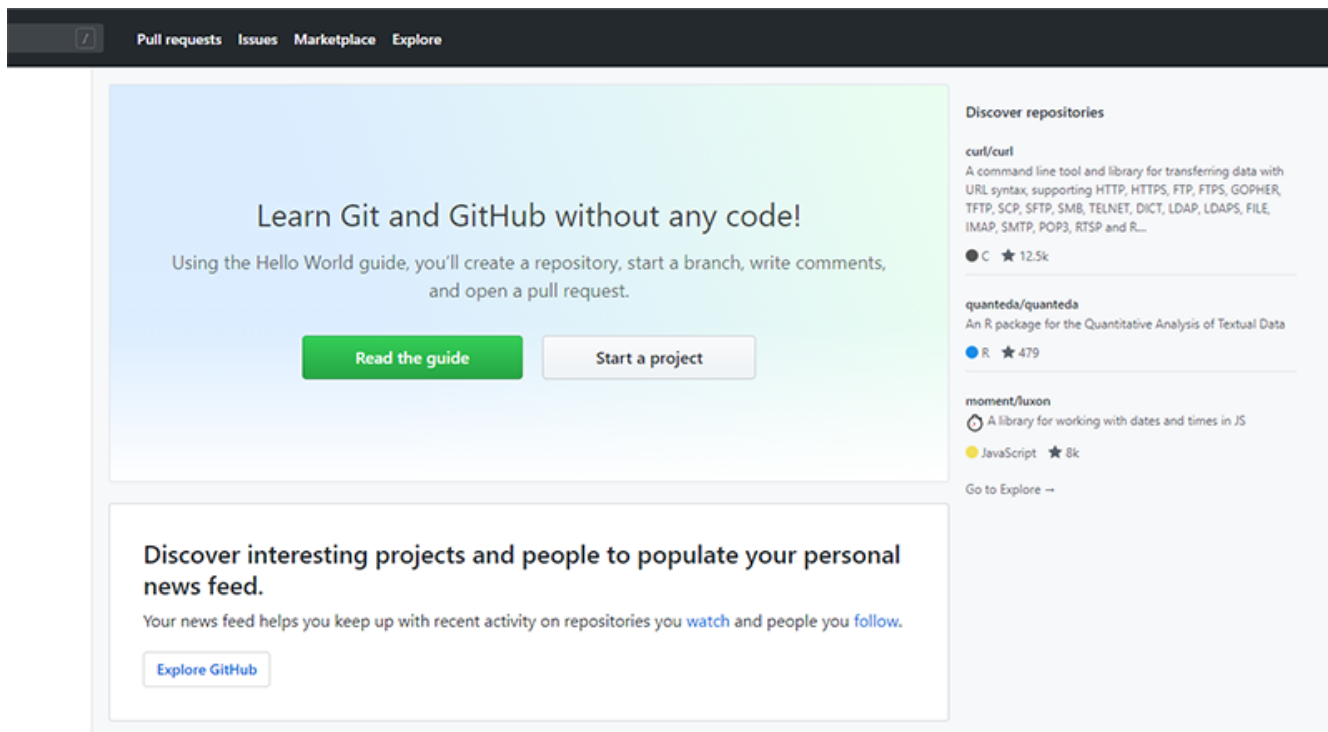 / Pull requests Issues Marketplace Explore
Learn Git and GitHub without any code!
Using the Hello World guide, you’ll create a repository, start a branch, write comments,
and open a pull request.
Read the guide Start a project
Discover interesting projects and people to populate your personal
news feed.
Your news feed helps you keep up with recent activity on repositories you watch and people you follow.
Explore GitHub
Discover repositories
curl/curl
A command line tool and library for transferring data with
URL syntax, supporting HTTP, HTTPS, FTP, FTPS, GOPHER,
TFTP, SCP, SFTP, SMB, TELNET, DICT, LDAP, LDAPS, FILE,
IMAP, SMTP, POP3, RTSP and R...
C 12.5k
quanteda/quanteda
An R package for the Quantitative Analysis of Textual Data
R 479
moment/luxon
A library for working with dates and times in JS
JavaScript 8k
Go to Explore →